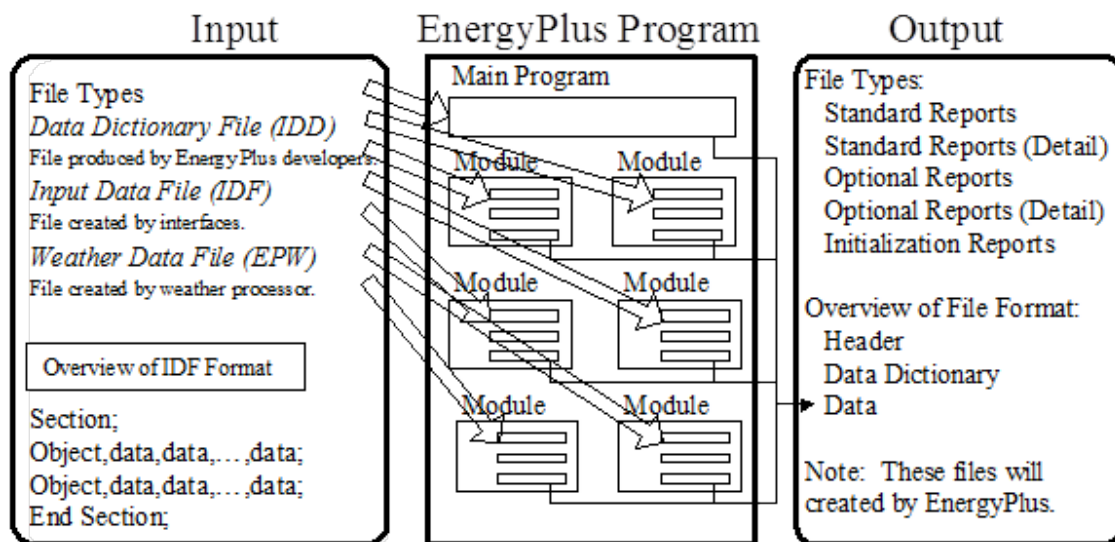 Input
File Types
Data Dictionary File (IDD)
File produced by EnergyPlus developers.
Input Data File (IDF)
File created by interfaces.
Weather Data File (EPW)
File created by weather processor.
Overview of IDF Format
Section;
Object,data,data,…,data;
Object,data,data,…,data;
End Section;
EnergyPlus Program
Main Program
Module
Module
Module
Module
Module
Module
Output
File Types:
Standard Reports
Standard Reports (Detail)
Optional Reports
Optional Reports (Detail)
Initialization Reports
Overview of File Format:
Header
Data Dictionary
Data
Note: These files will
created by EnergyPlus.